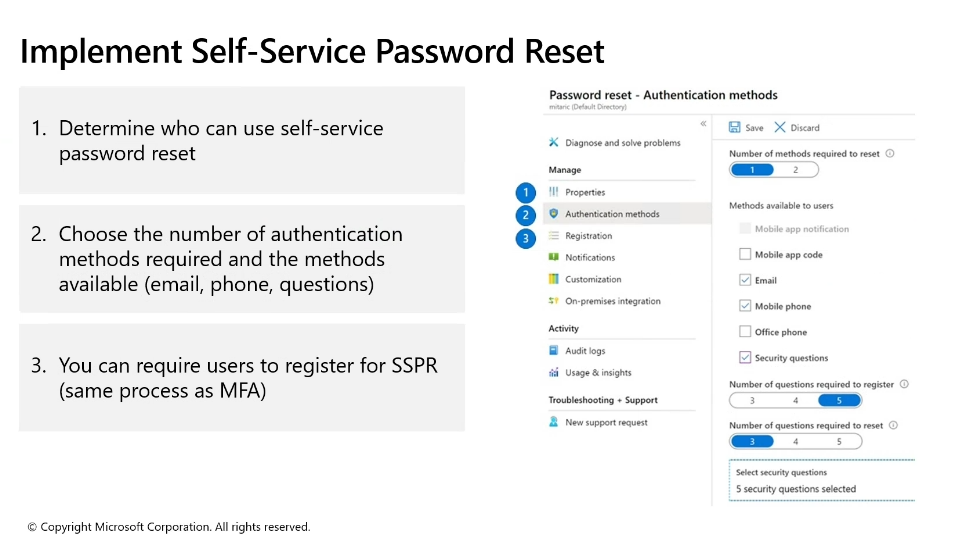 Implement Self-Service Password Reset
1. Determine who can use self-service
password reset
2. Choose the number of authentication
methods required and the methods
available (email, phone, questions)
3. You can require users to register for SSPR
(same process as MFA)
Password reset - Authentication methods
mitaric (Default Directory)
«
Diagnose and solve problems
Manage
1 Properties
2 Authentication methods
3 Registration
Notifications
Customization
On-premises integration
Activity
Audit logs
Usage & insights
Troubleshooting + Support
New support request
Save Discard
Number of methods required to reset
1 2
Methods available to users
Mobile app notification
Mobile app code
Email
Mobile phone
Office phone
Security questions
Number of questions required to register
3 4 5
Number of questions required to reset
3 4 5
Select security questions
5 security questions selected
© Copyright Microsoft Corporation. All rights reserved.